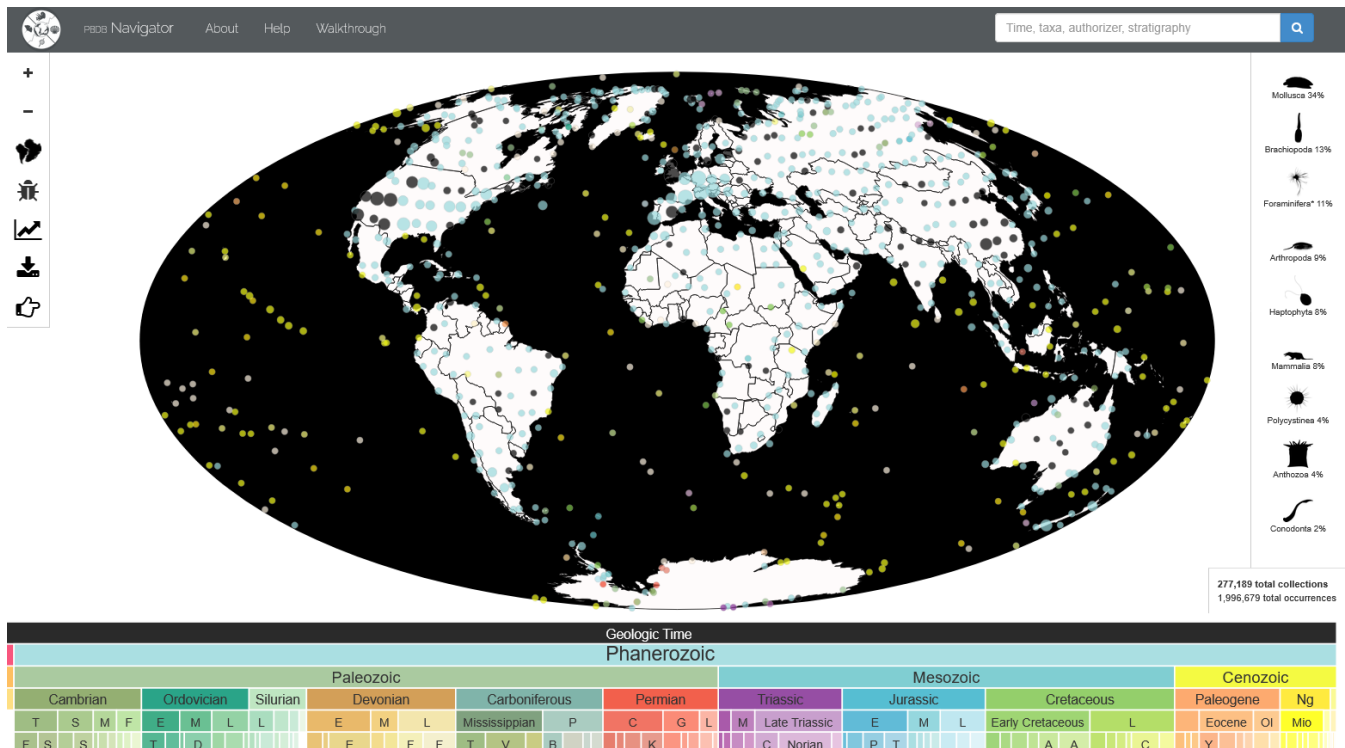 PBDB Navigator About Help Walkthrough
Time, taxa, authorizer, stratigraphy
+
−
Mollusca 34%
Brachiopoda 13%
Foraminifera* 11%
Arthropoda 9%
Haptophyta 8%
Mammalia 8%
Polycystinea 4%
Anthozoa 4%
Conodonta 2%
277,189 total collections
1,996,679 total occurrences
Geologic Time
Phanerozoic
Paleozoic Mesozoic Cenozoic
Cambrian Ordovician Silurian Devonian Carboniferous Permian Triassic Jurassic Cretaceous Paleogene Ng
T S M F E M L L E M L Mississippian P C G L M Late Triassic E M L Early Cretaceous L Eocene Ol Mio
F S S T D E F F T V B K C Norian P T A A C Y